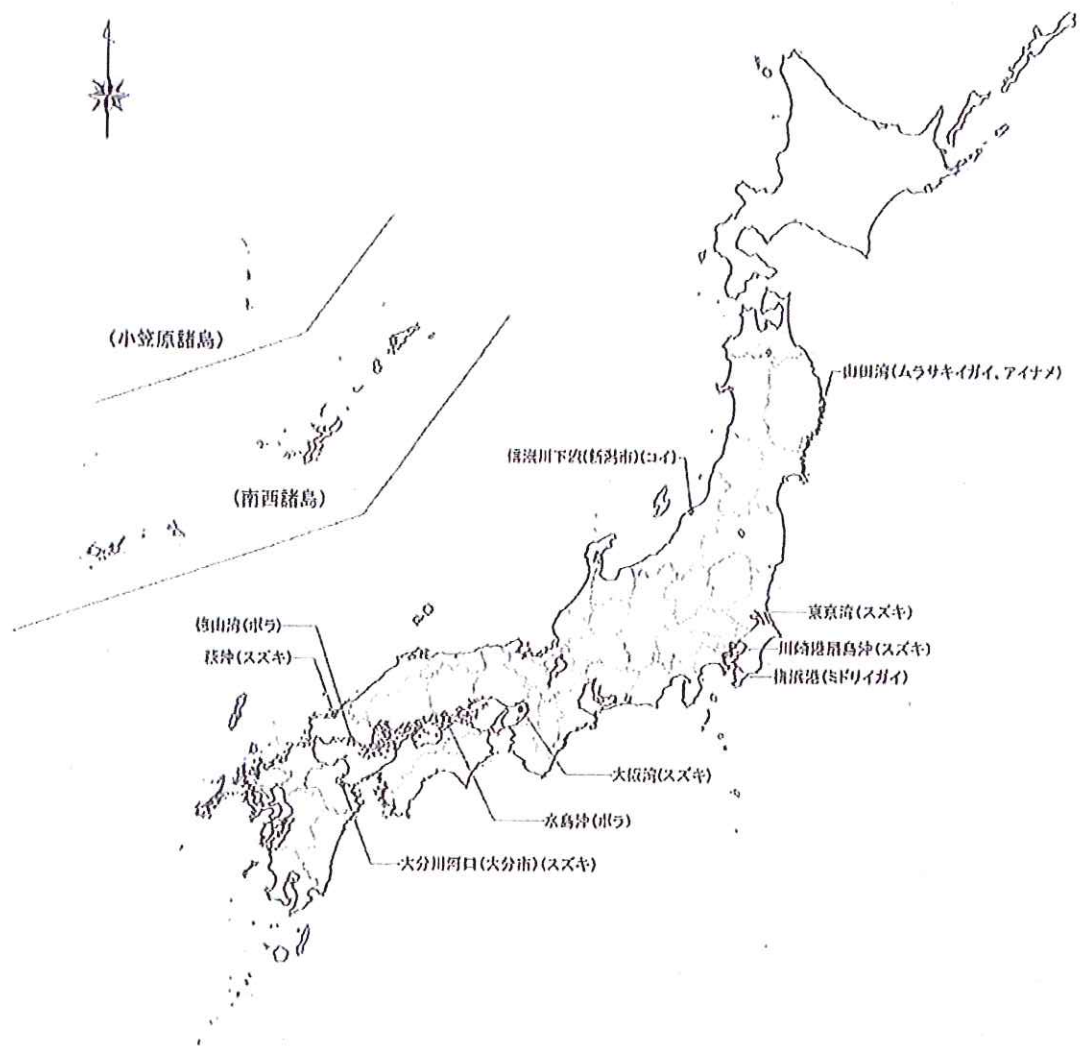 (小笠原諸島)
山田湾(ムラサキイガイ、アイナメ)
信濃川下流(新潟市)(コイ)
(南西諸島)
東京湾(スズキ)
徳山湾(ボラ)
川崎港扇島沖(スズキ)
萩沖(スズキ)
横浜港(ミドリイガイ)
大阪湾(スズキ)
水島沖(ボラ)
大分川河口(大分市)(スズキ)